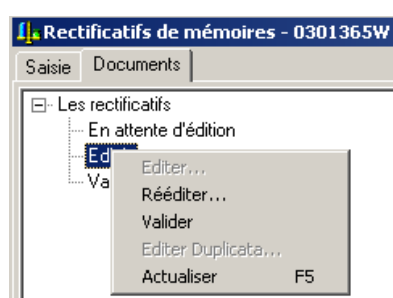 Rectificatifs de mémoires - 0301365W
Saisie Documents
Les rectificatifs
En attente d'édition
Editer...
Rééditer...
Valider
Editer Duplicata...
Actualiser F5